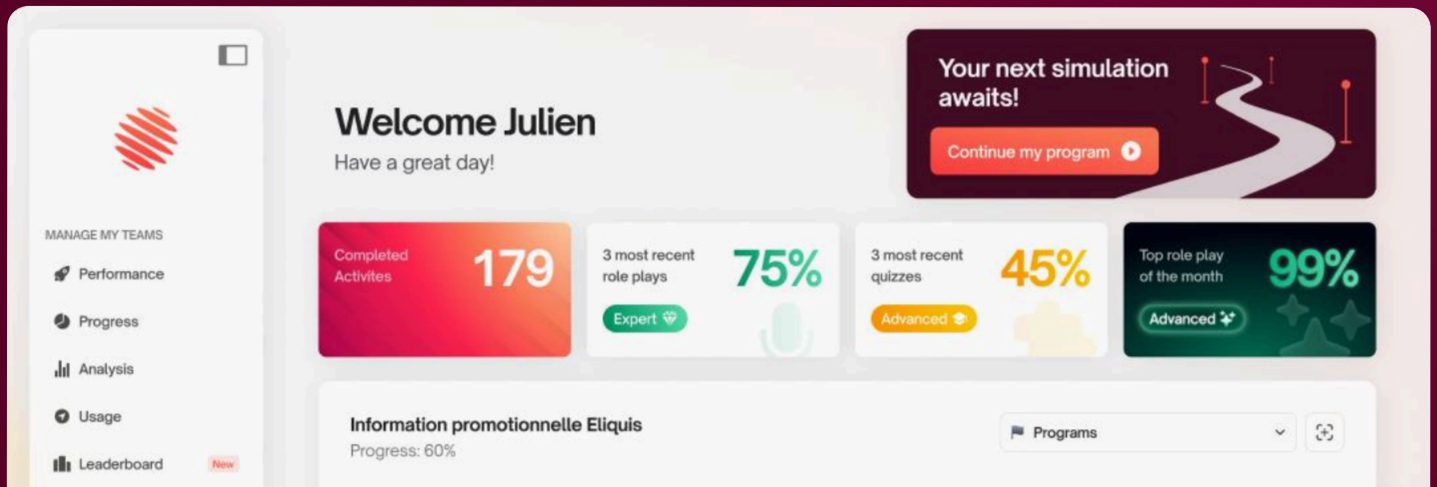 MANAGE MY TEAMS
Performance
Progress
Analysis
Usage
Leaderboard
New
Welcome Julien
Have a great day!
Your next simulation
awaits!
Continue my program
Completed
Activites
179
3 most recent
role plays
75%
Expert
3 most recent
quizzes
45%
Advanced
Top role play
of the month
99%
Advanced
Information promotionnelle Eliquis
Progress: 60%
Programs